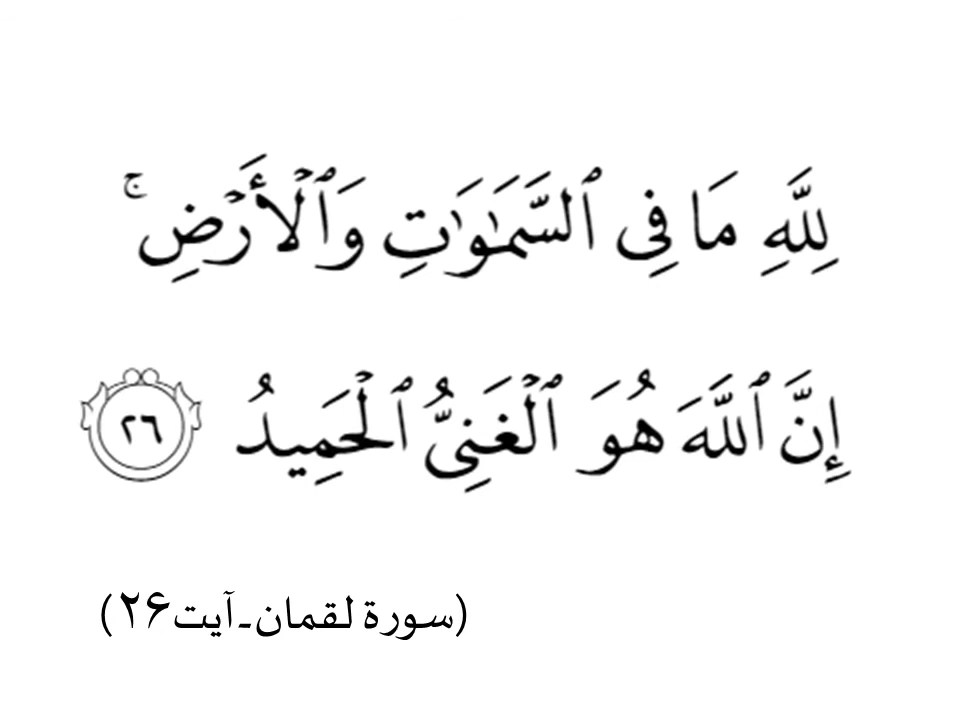 لِلَّهِ مَا فِى ٱلسَّمَـٰوَٰتِ وَٱلْأَرْضِ ۚ
إِنَّ ٱللَّهَ هُوَ ٱلْغَنِىُّ ٱلْحَمِيدُ ٢٦
(سورة لقمان۔آیت۲۶)